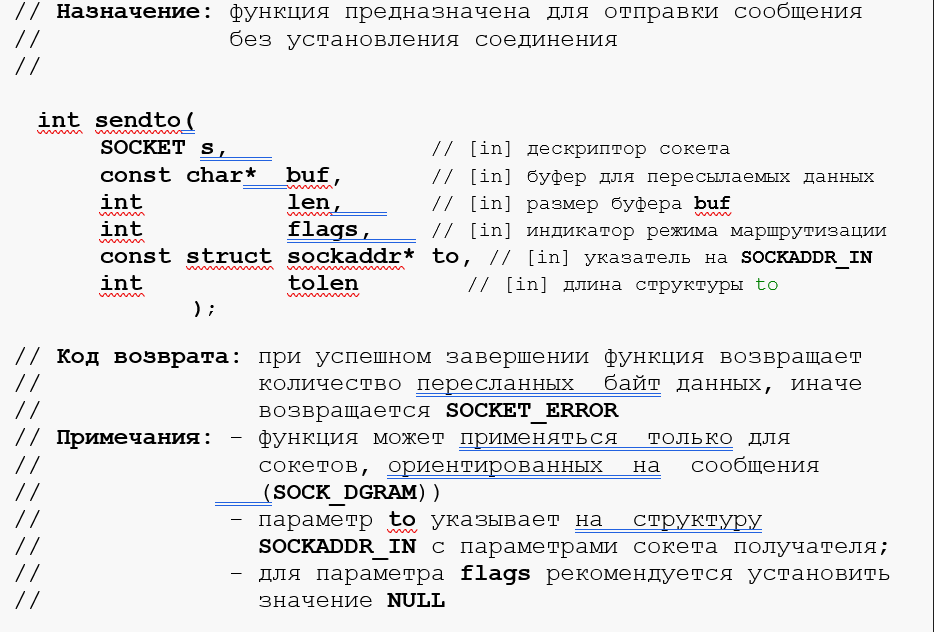 // Назначение: функция предназначена для отправки сообщения
// без установления соединения
//
int sendto(
SOCKET s, // [in] дескриптор сокета
const char* buf, // [in] буфер для пересылаемых данных
int len, // [in] размер буфера buf
int flags, // [in] индикатор режима маршрутизации
const struct sockaddr* to, // [in] указатель на SOCKADDR_IN
int tolen // [in] длина структуры to
);
// Код возврата: при успешном завершении функция возвращает
// количество пересланных байт данных, иначе
// возвращается SOCKET_ERROR
// Примечания: – функция может применяться только для
// сокетов, ориентированных на сообщения
// (SOCK_DGRAM))
// – параметр to указывает на структуру
// SOCKADDR_IN с параметрами сокета получателя;
// – для параметра flags рекомендуется установить
// значение NULL